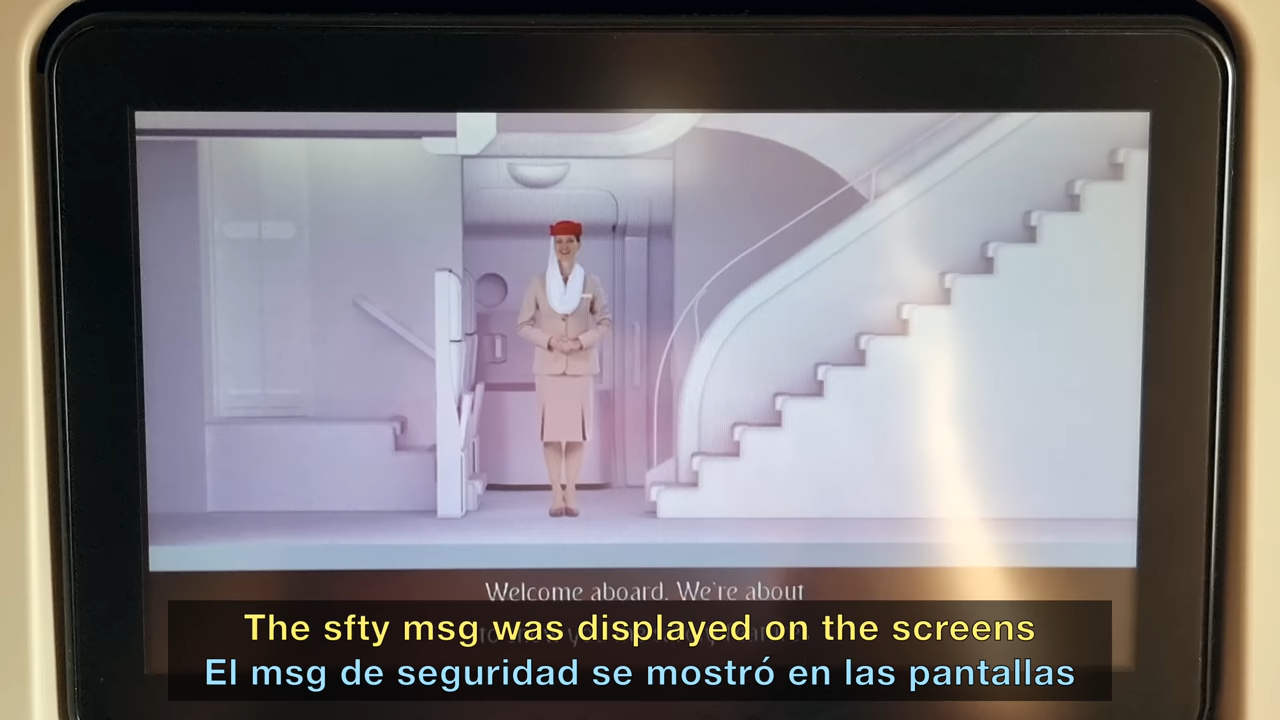 Welcome aboard. We're about
The sfty msg was displayed on the screens
El msg de seguridad se mostró en las pantallas